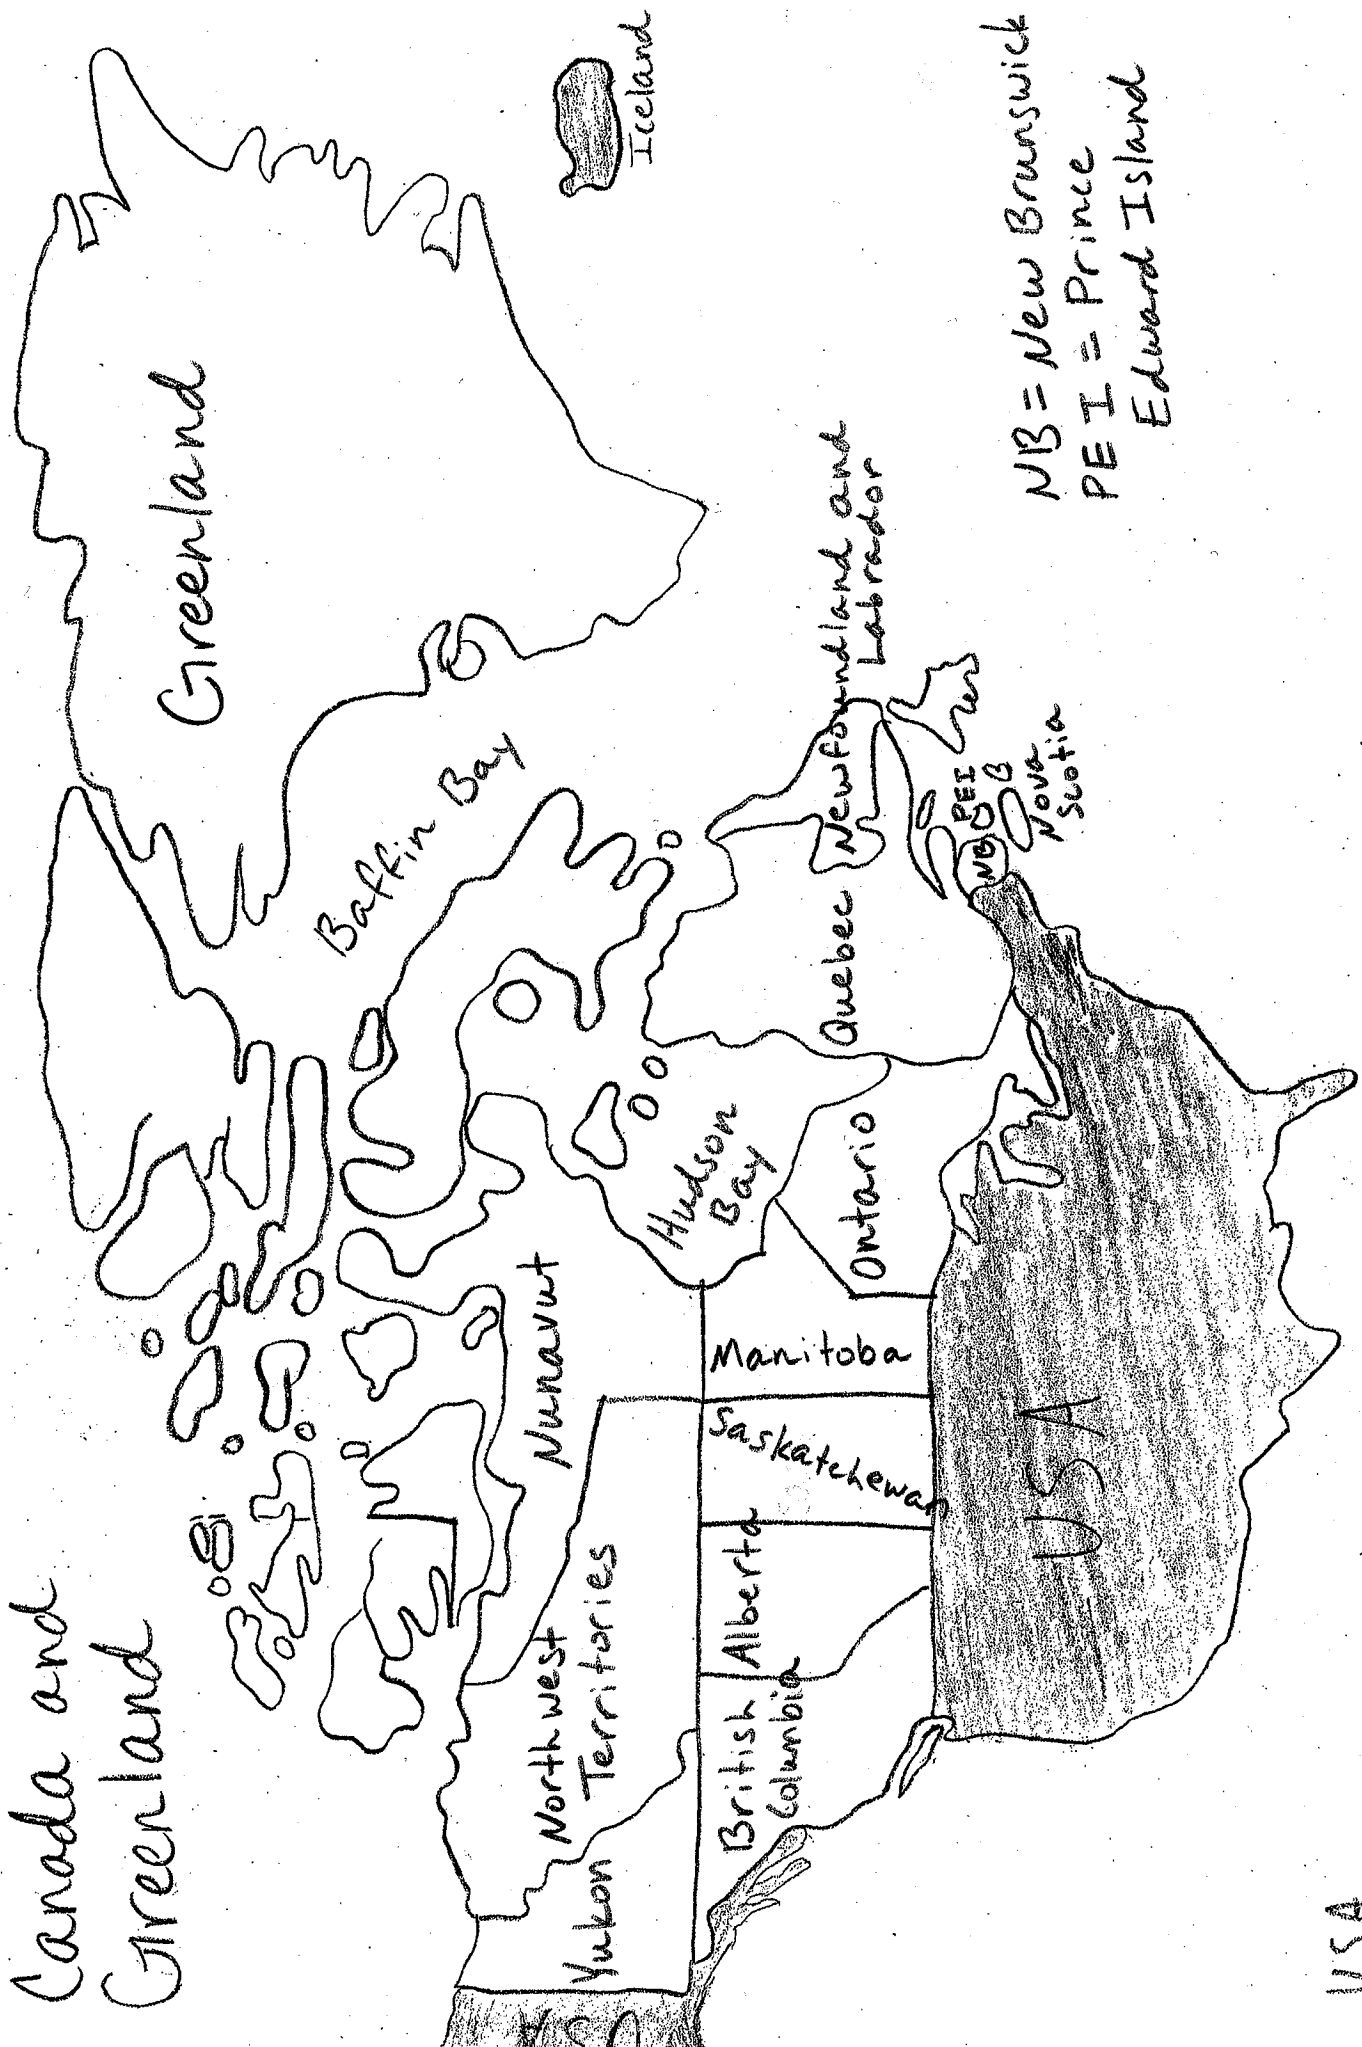 Canada and
Greenland
Greenland
Iceland
Baffin Bay
Nunavut
Northwest
Territories
Yukon
Hudson
Bay
British
Columbia
Alberta
Saskatchewan
Manitoba
Ontario
Quebec
Newfoundland and
Labrador
NB
PEI
Nova
Scotia
USA
USA
NB = New Brunswick
PEI = Prince
Edward Island
USA